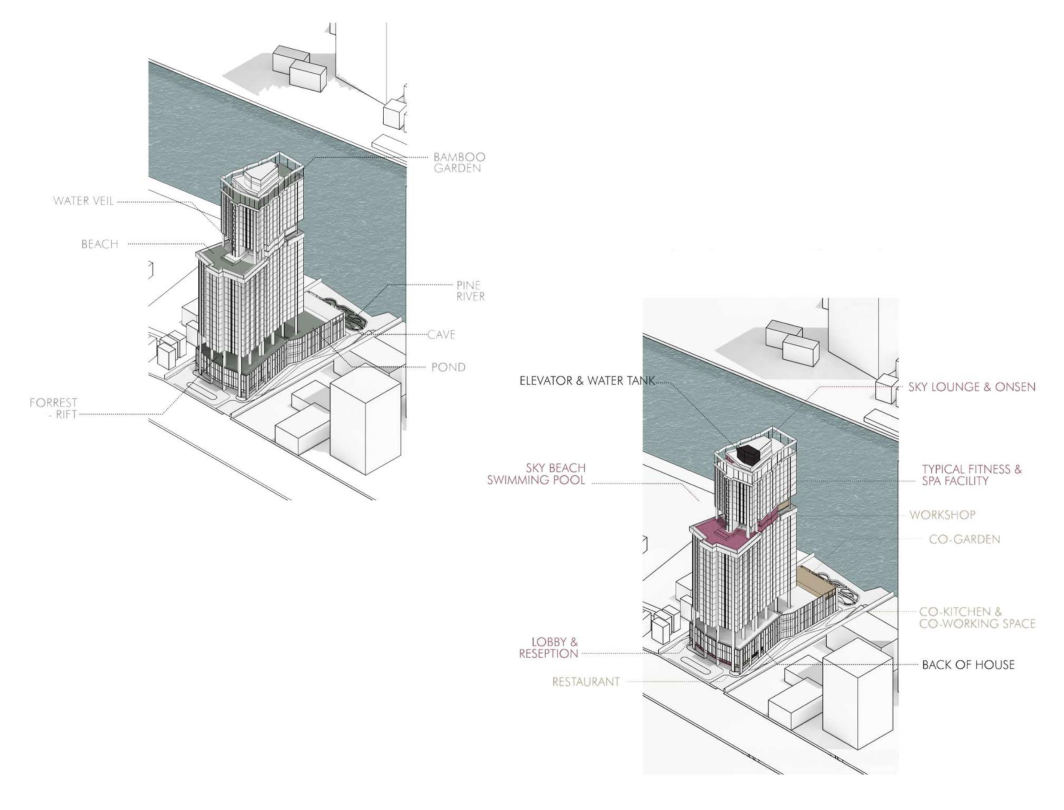 BAMBOO
GARDEN
WATER VEIL
BEACH
PINE
RIVER
CAVE
POND
FORREST
- RIFT
ELEVATOR & WATER TANK
SKY LOUNGE & ONSEN
SKY BEACH
SWIMMING POOL
TYPICAL FITNESS &
SPA FACILITY
WORKSHOP
CO-GARDEN
CO-KITCHEN &
CO-WORKING SPACE
LOBBY &
RESEPTION
BACK OF HOUSE
RESTAURANT